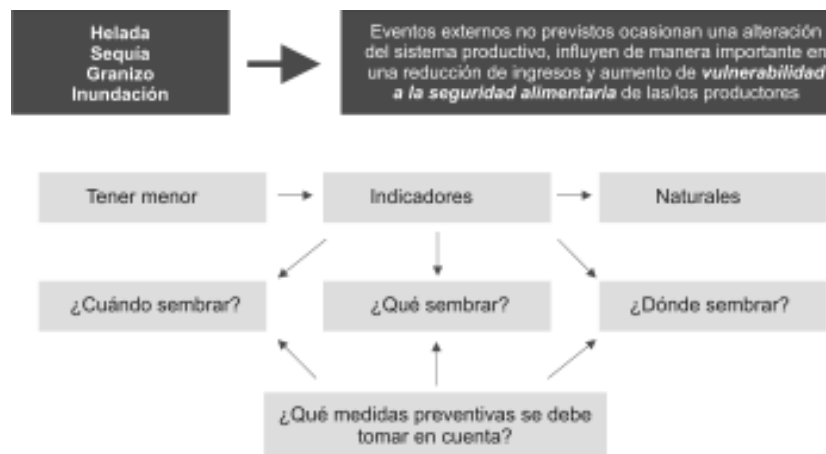 Helada
Sequía
Granizo
Inundación
Eventos externos no previstos ocasionan una alteración
del sistema productivo, influyen de manera importante en
una reducción de ingresos y aumento de vulnerabilidad
a la seguridad alimentaria de las/los productores
Tener menor
Indicadores
Naturales
¿Cuándo sembrar?
¿Qué sembrar?
¿Dónde sembrar?
¿Qué medidas preventivas se debe
tomar en cuenta?